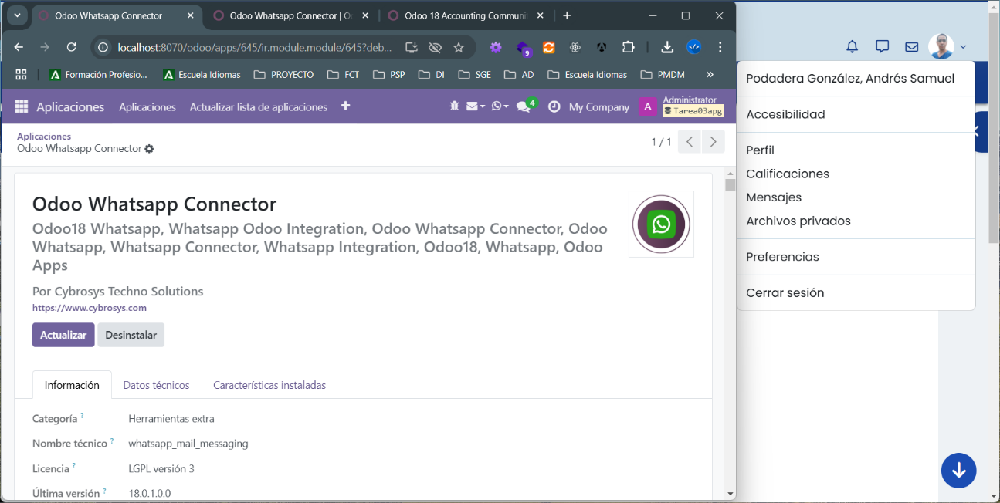 Odoo Whatsapp Connector
Odoo Whatsapp Connector | O
Odoo 18 Accounting Communi
localhost:8070/odoo/apps/645/ir.module.module/645?deb...
9
Formación Profesio...
Escuela Idiomas
PROYECTO
FCT
PSP
DI
SGE
AD
Escuela Idiomas
PMDM
»
Aplicaciones
Aplicaciones
Actualizar lista de aplicaciones
4
My Company
A
Administrator
Tarea03apg
Aplicaciones
Odoo Whatsapp Connector
1 / 1
Odoo Whatsapp Connector
Odoo18 Whatsapp, Whatsapp Odoo Integration, Odoo Whatsapp Connector, Odoo
Whatsapp, Whatsapp Connector, Whatsapp Integration, Odoo18, Whatsapp, Odoo
Apps
Por Cybrosys Techno Solutions
https://www.cybrosys.com
Actualizar
Desinstalar
Información
Datos técnicos
Características instaladas
Categoría ?
Herramientas extra
Nombre técnico ?
whatsapp_mail_messaging
Licencia ?
LGPL versión 3
Última versión ?
18.0.1.0.0
Podadera González, Andrés Samuel
Accesibilidad
Perfil
Calificaciones
Mensajes
Archivos privados
Preferencias
Cerrar sesión